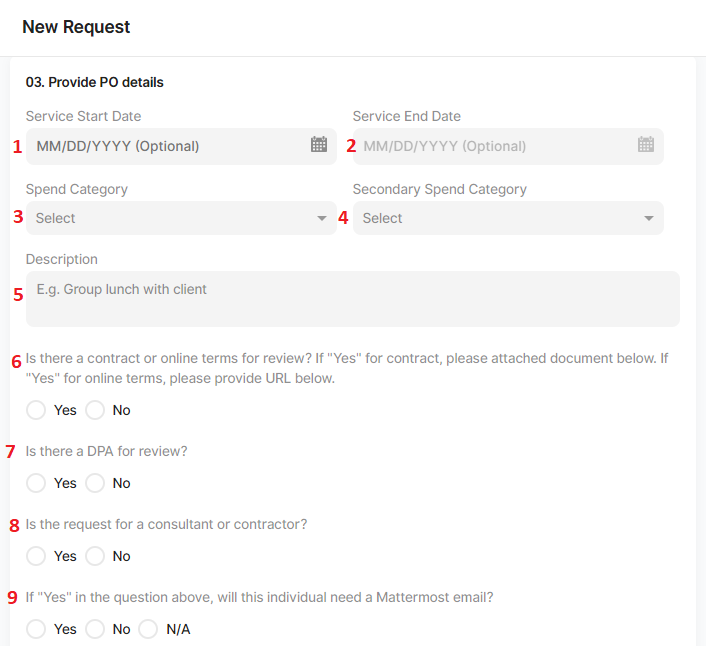 New Request
03. Provide PO details
Service Start Date Service End Date
1 MM/DD/YYYY (Optional) 2 MM/DD/YYYY (Optional)
Spend Category Secondary Spend Category
3 Select 4 Select
Description
5 E.g. Group lunch with client
6 Is there a contract or online terms for review? If "Yes" for contract, please attached document below. If
"Yes" for online terms, please provide URL below.
Yes No
7 Is there a DPA for review?
Yes No
8 Is the request for a consultant or contractor?
Yes No
9 If "Yes" in the question above, will this individual need a Mattermost email?
Yes No N/A